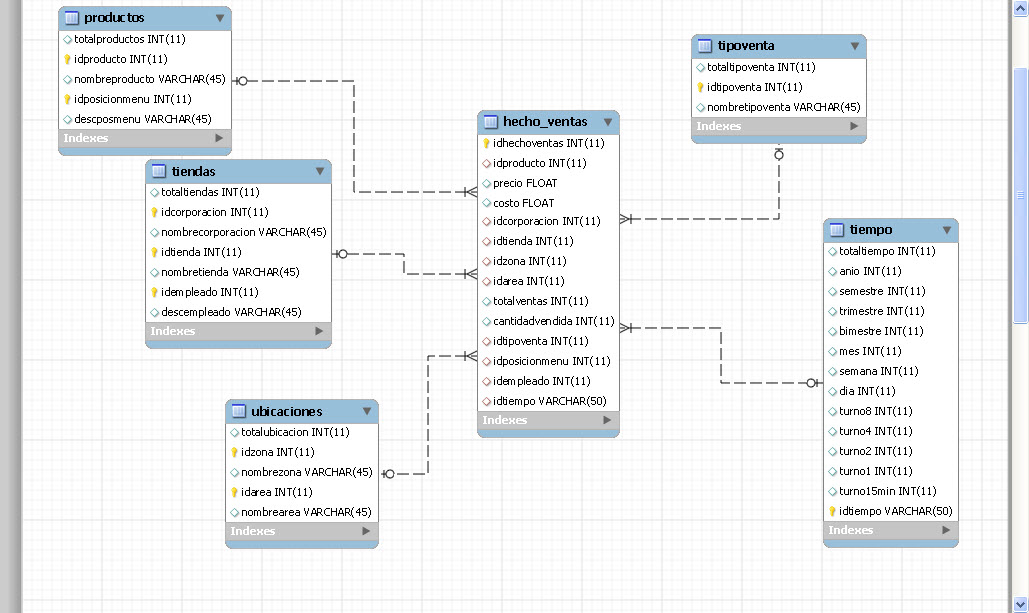 productos
totalproductos INT(11)
idproducto INT(11)
nombreproducto VARCHAR(45)
idposicionmenu INT(11)
descposmenu VARCHAR(45)
Indexes
tiendas
totaltiendas INT(11)
idcorporacion INT(11)
nombrecorporacion VARCHAR(45)
idtienda INT(11)
nombretienda VARCHAR(45)
idempleado INT(11)
descempleado VARCHAR(45)
Indexes
ubicaciones
totalubicacion INT(11)
idzona INT(11)
nombrezona VARCHAR(45)
idarea INT(11)
nombrearea VARCHAR(45)
Indexes
hecho_ventas
idhechoventas INT(11)
idproducto INT(11)
precio FLOAT
costo FLOAT
idcorporacion INT(11)
idtienda INT(11)
idzona INT(11)
idarea INT(11)
totalventas INT(11)
cantidadvendida INT(11)
idtipoventa INT(11)
idposicionmenu INT(11)
idempleado INT(11)
idtiempo VARCHAR(50)
Indexes
tipoventa
totaltipoventa INT(11)
idtipoventa INT(11)
nombretipoventa VARCHAR(45)
Indexes
tiempo
totaltiempo INT(11)
anio INT(11)
semestre INT(11)
trimestre INT(11)
bimestre INT(11)
mes INT(11)
semana INT(11)
dia INT(11)
turno8 INT(11)
turno4 INT(11)
turno2 INT(11)
turno1 INT(11)
turno15min INT(11)
idtiempo VARCHAR(50)
Indexes